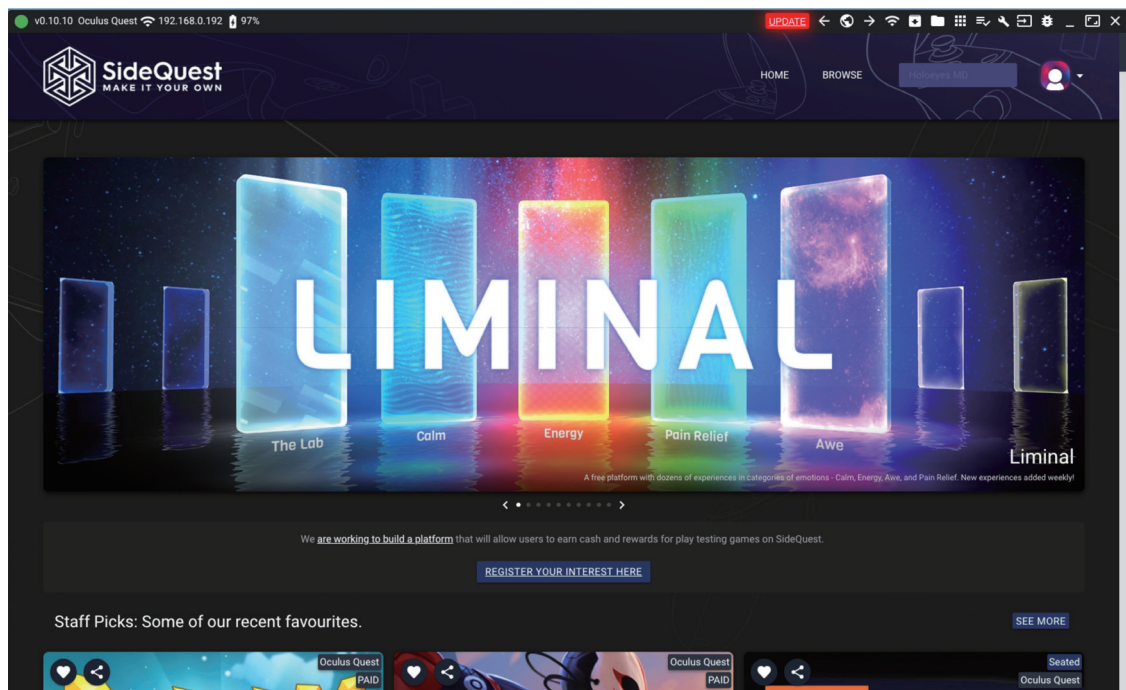 v0.10.10 Oculus Quest 192.168.0.192 97% UPDATE
SideQuest
MAKE IT YOUR OWN
HOME BROWSE Holoeyes MD
LIMINAL
The Lab Calm Energy Pain Relief Awe
Liminal
A free platform with dozens of experiences in categories of emotions - Calm, Energy, Awe, and Pain Relief. New experiences added weekly!
We are working to build a platform that will allow users to earn cash and rewards for play testing games on SideQuest.
REGISTER YOUR INTEREST HERE
Staff Picks: Some of our recent favourites. SEE MORE
Oculus Quest Oculus Quest Seated
PAID PAID Oculus Quest